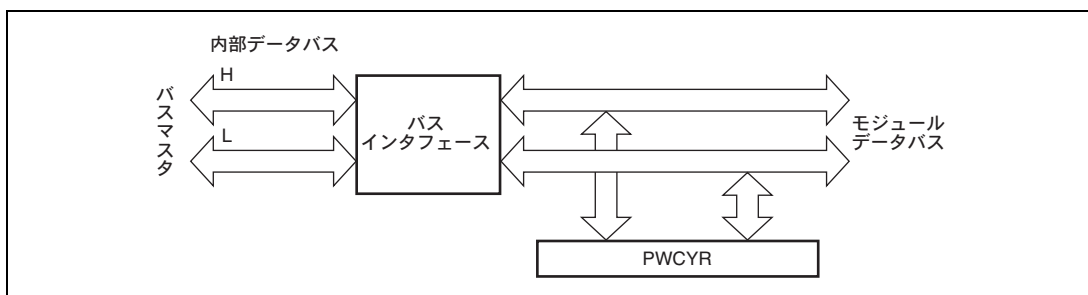 内部データバス
H
L
バスマスタ
バス
インタフェース
モジュール
データバス
PWCYR